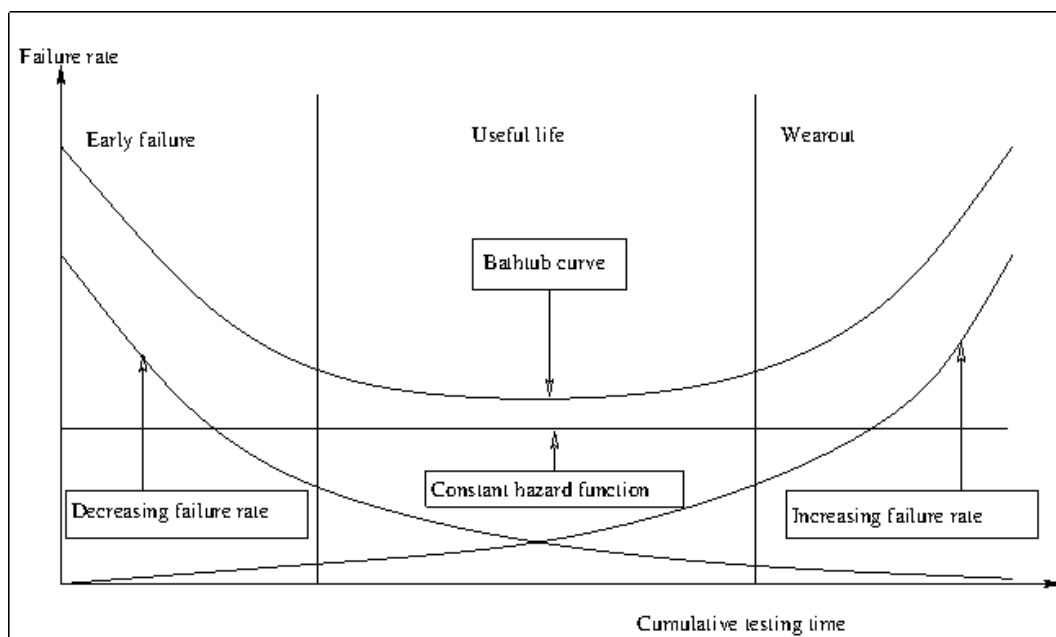 Failure rate
Early failure
Useful life
Wearout
Bathtub curve
Constant hazard function
Decreasing failure rate
Increasing failure rate
Cumulative testing time